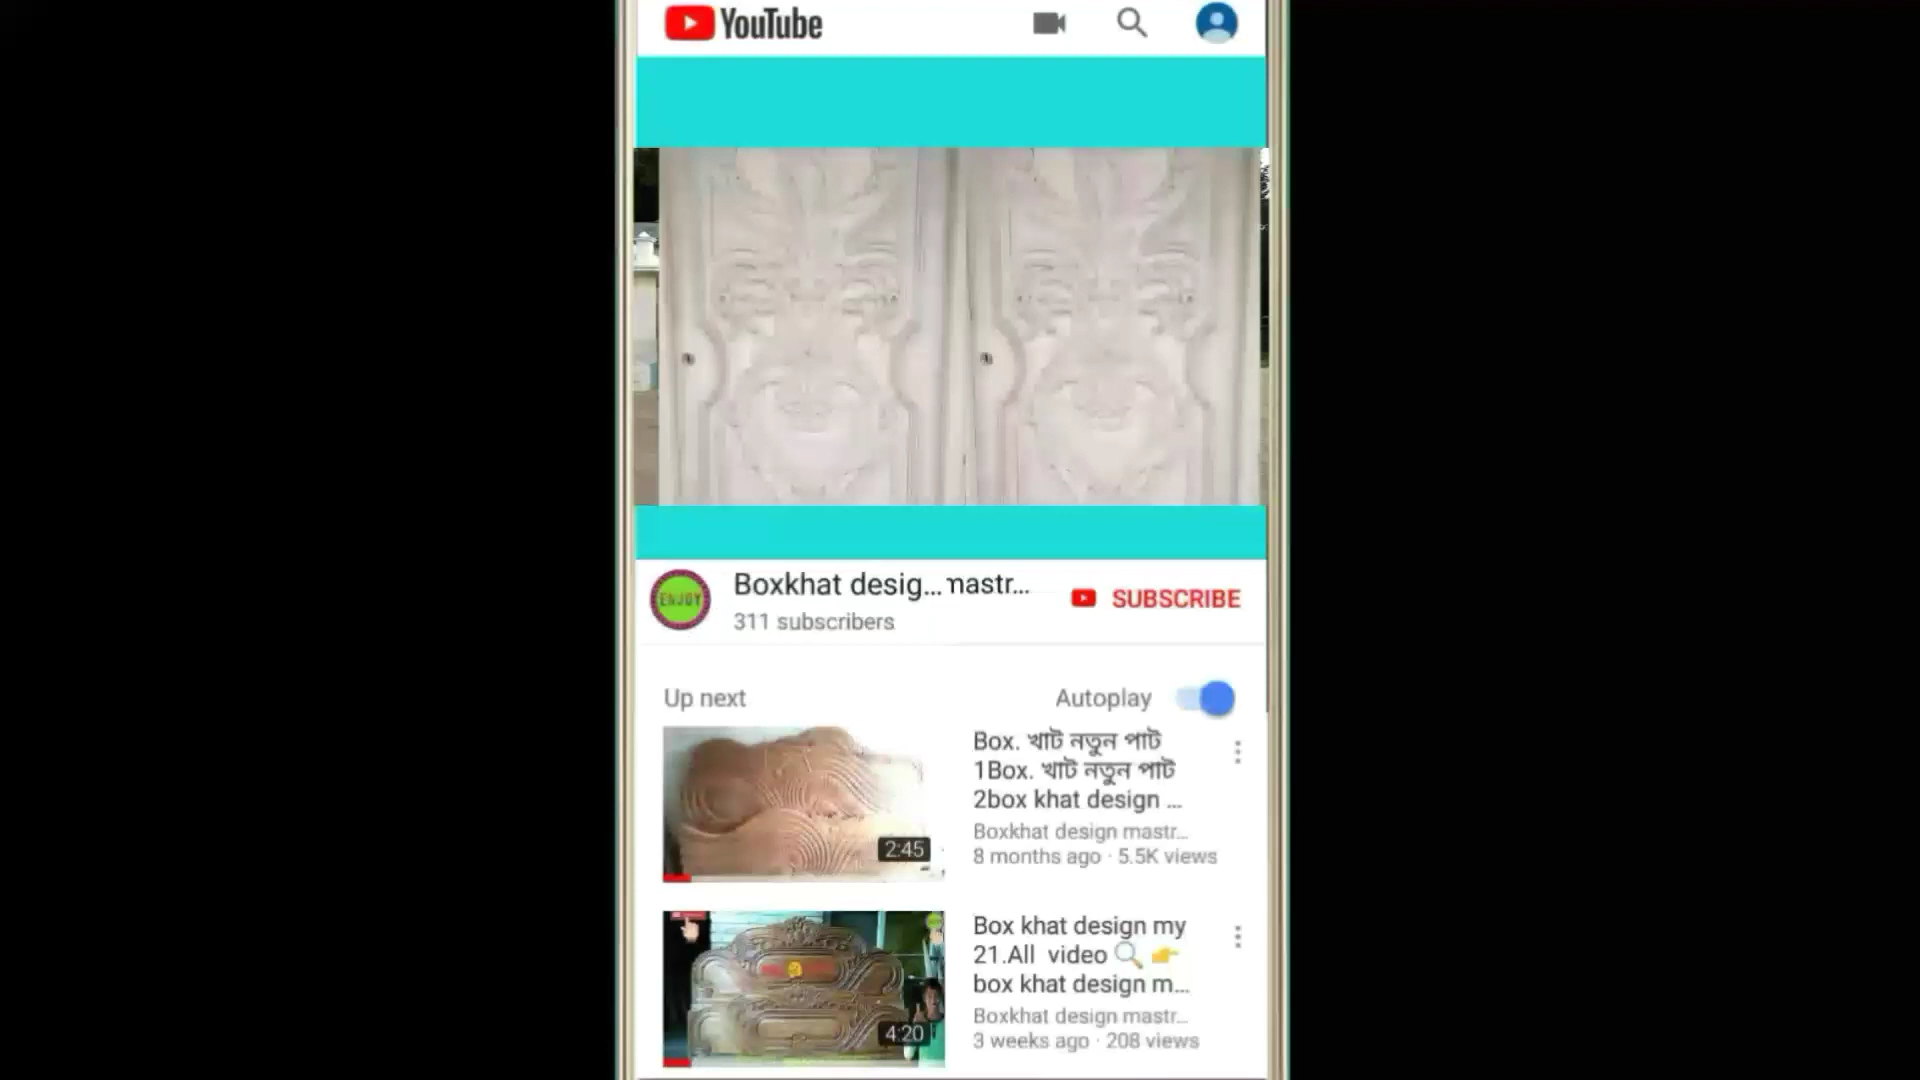 YouTube
Boxkhat desig... mastr...
SUBSCRIBE
311 subscribers
ENJOY
Up next
Autoplay
Box. খাট নতুন পাট
1Box. খাট নতুন পাট
2box khat design ...
Boxkhat design mastr...
8 months ago · 5.5K views
2:45
Box khat design my
21.All video 🔍 👉
box khat design m...
Boxkhat design mastr...
3 weeks ago · 208 views
4:20